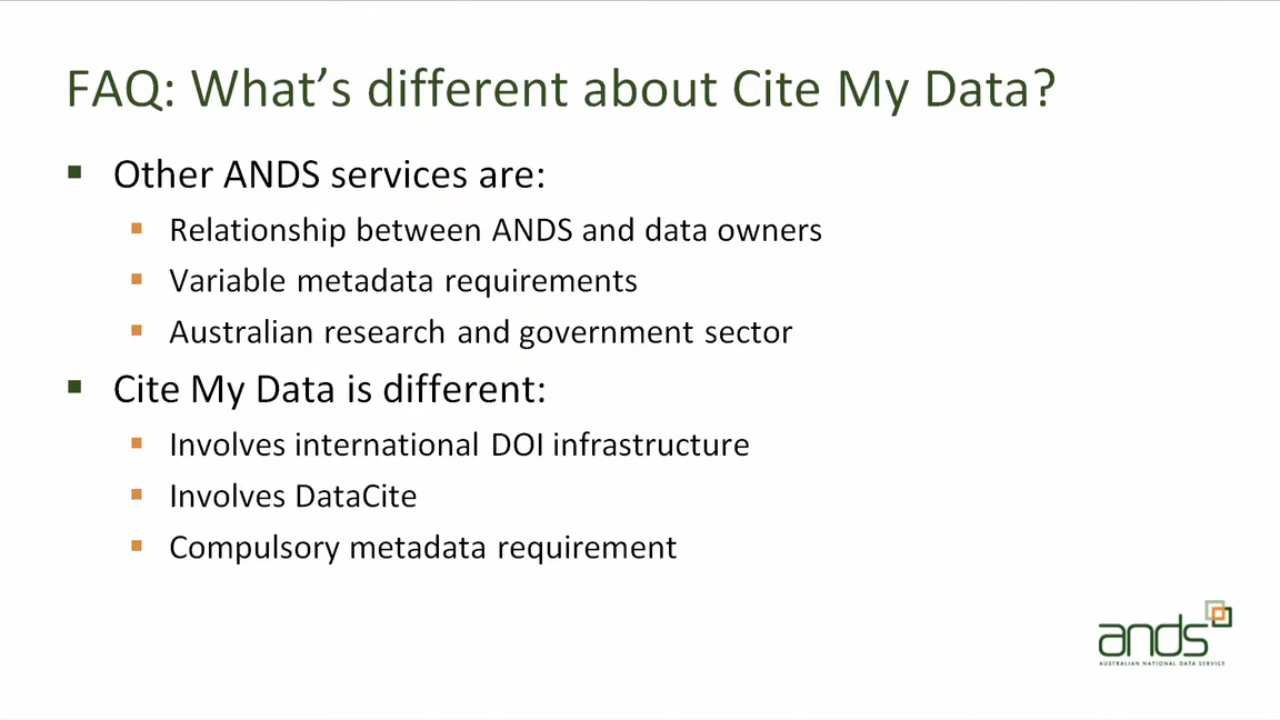 FAQ: What's different about Cite My Data?
Other ANDS services are:
Relationship between ANDS and data owners
Variable metadata requirements
Australian research and government sector
Cite My Data is different:
Involves international DOI infrastructure
Involves DataCite
Compulsory metadata requirement
ands
AUSTRALIAN NATIONAL DATA SERVICE